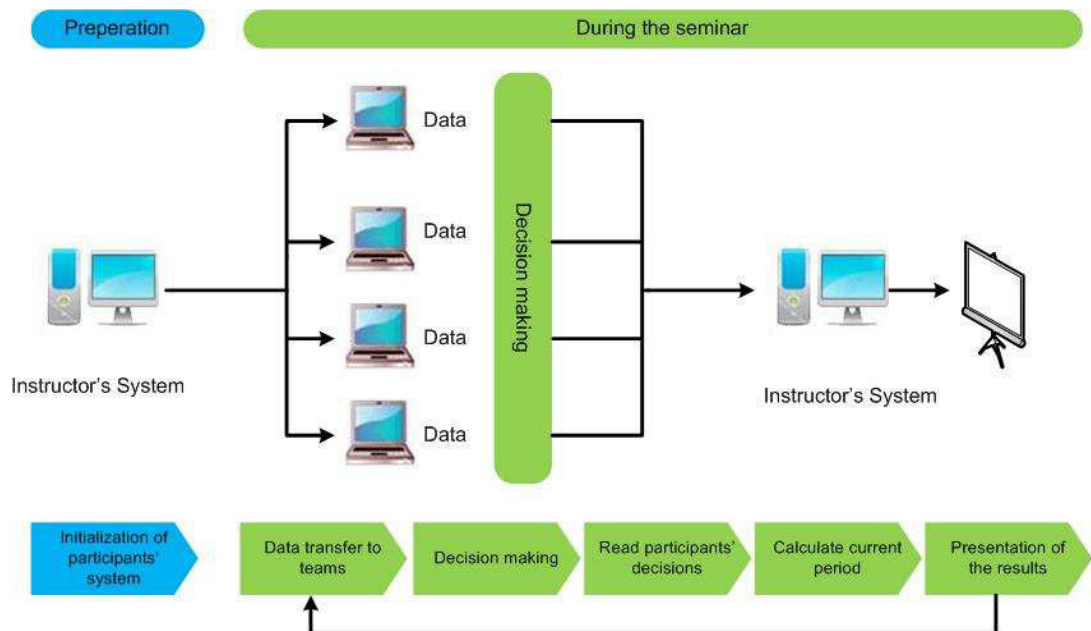 Preperation
During the seminar
Data
Data
Data
Data
Decision making
Instructor's System
Instructor's System
Initialization of
participants'
system
Data transfer to
teams
Decision making
Read participants'
decisions
Calculate current
period
Presentation of
the results